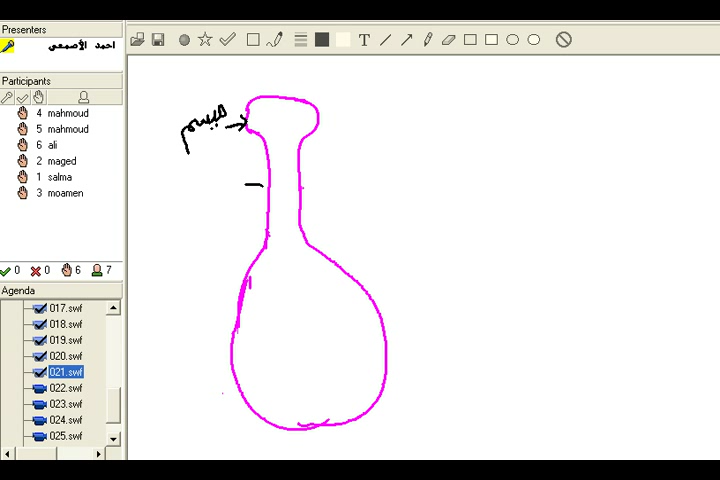 Presenters
احمد الأصمعي
Participants
4 mahmoud
5 mahmoud
6 ali
2 maged
1 salma
3 moamen
0 0 6 7
Agenda
017.swf
018.swf
019.swf
020.swf
021.swf
022.swf
023.swf
024.swf
025.swf
T
ميسم